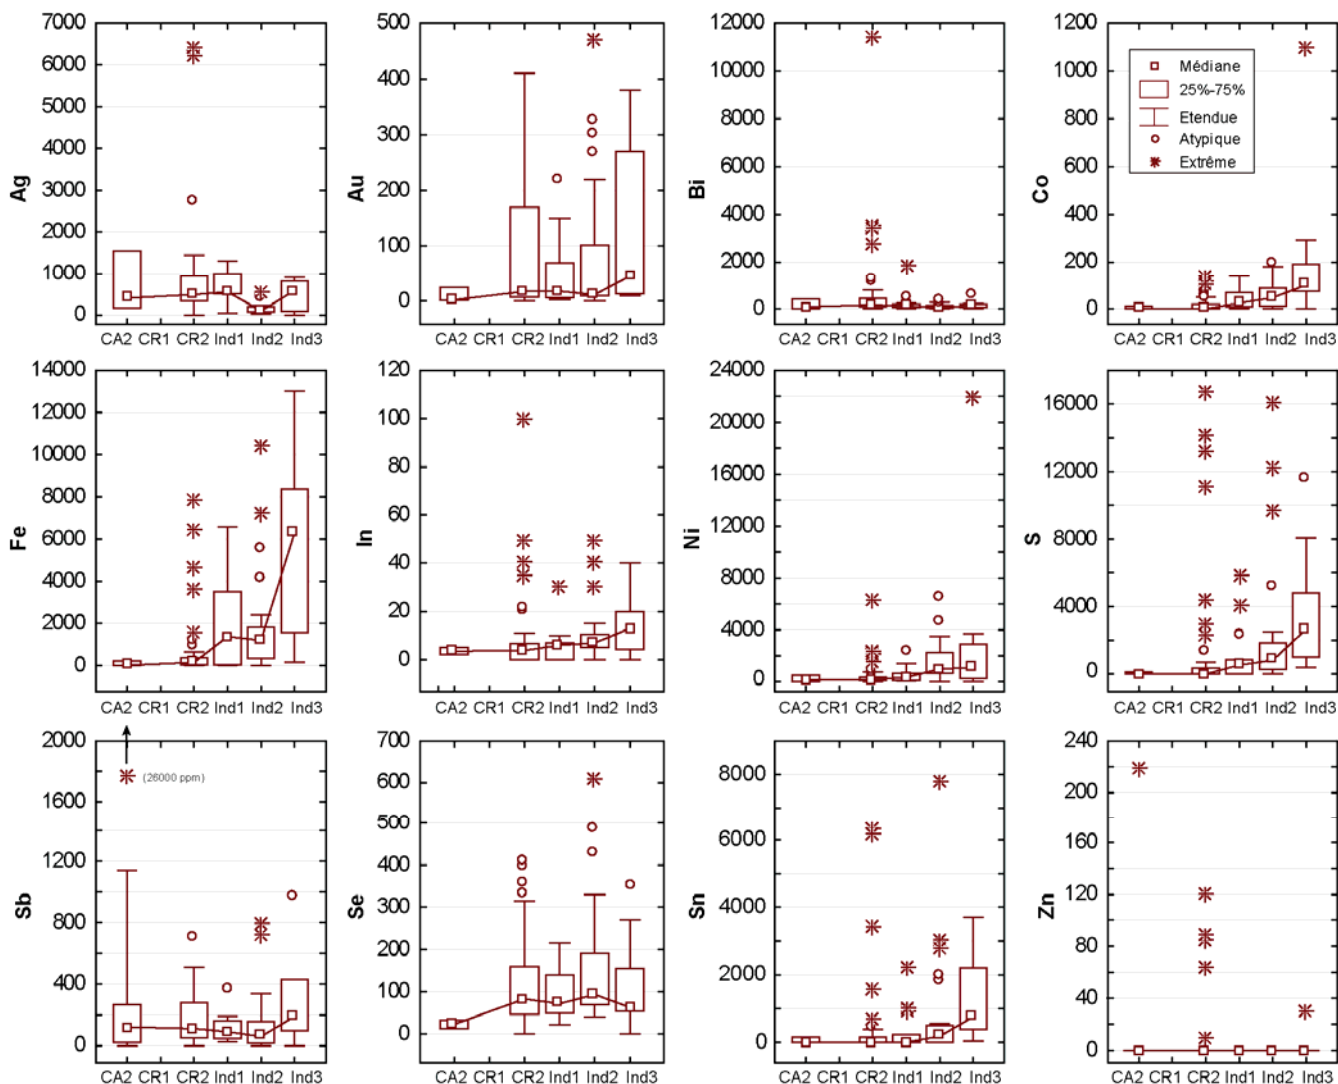 Ag
7000
6000
5000
4000
3000
2000
1000
0
CA2 CR1 CR2 Ind1 Ind2 Ind3
Au
500
400
300
200
100
0
CA2 CR1 CR2 Ind1 Ind2 Ind3
Bi
12000
10000
8000
6000
4000
2000
0
CA2 CR1 CR2 Ind1 Ind2 Ind3
Co
1200
1000
800
600
400
200
0
Médiane
25%-75%
Etendue
Atypique
Extrême
CA2 CR1 CR2 Ind1 Ind2 Ind3
Fe
14000
12000
10000
8000
6000
4000
2000
0
CA2 CR1 CR2 Ind1 Ind2 Ind3
In
120
100
80
60
40
20
0
CA2 CR1 CR2 Ind1 Ind2 Ind3
Ni
24000
22000
20000
18000
8000
6000
4000
2000
0
CA2 CR1 CR2 Ind1 Ind2 Ind3
S
16000
12000
8000
4000
0
CA2 CR1 CR2 Ind1 Ind2 Ind3
Sb
2000
1600
1200
800
400
0
(26000 ppm)
CA2 CR1 CR2 Ind1 Ind2 Ind3
Se
700
600
500
400
300
200
100
0
CA2 CR1 CR2 Ind1 Ind2 Ind3
Sn
8000
6000
4000
2000
0
CA2 CR1 CR2 Ind1 Ind2 Ind3
Zn
240
220
120
80
40
0
CA2 CR1 CR2 Ind1 Ind2 Ind3